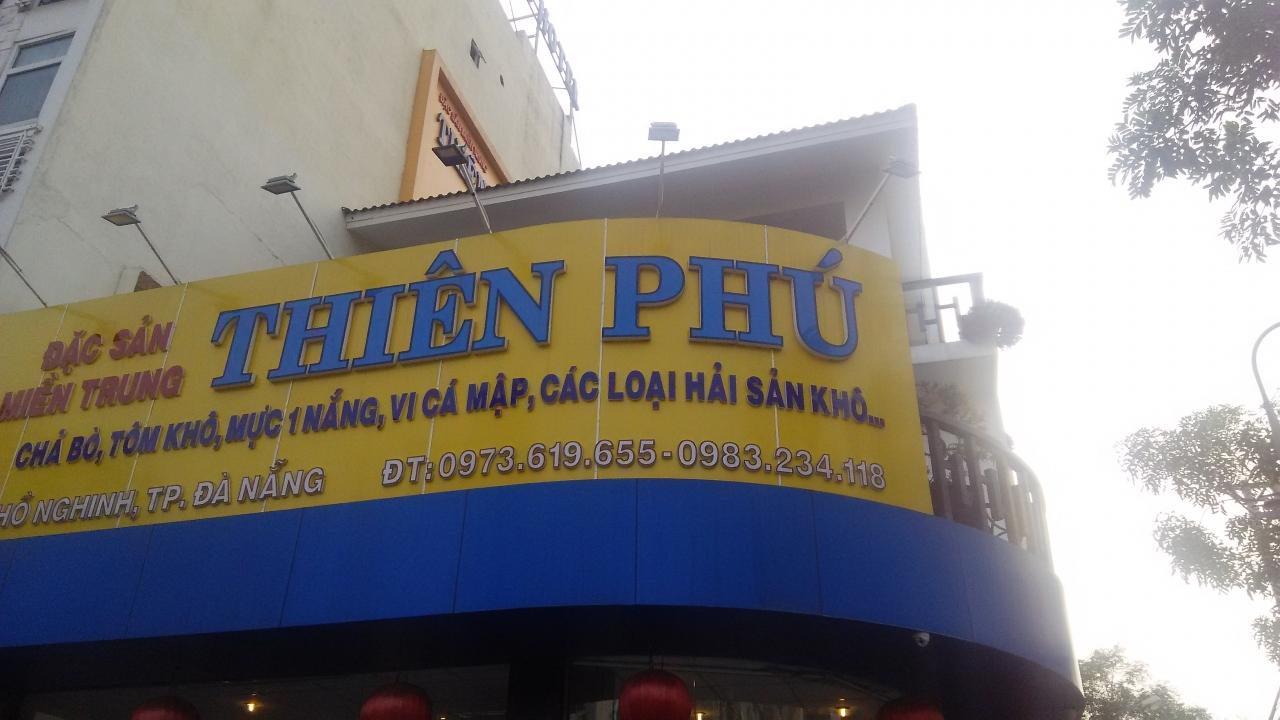 ĐẶC SẢN
MIỀN TRUNG
THIÊN PHÚ
CHẢ BÒ, TÔM KHÔ, MỰC 1 NẮNG, VI CÁ MẬP, CÁC LOẠI HẢI SẢN KHÔ...
HỒ NGHINH, TP. ĐÀ NẴNG
ĐT: 0973.619.655 - 0983.234.118